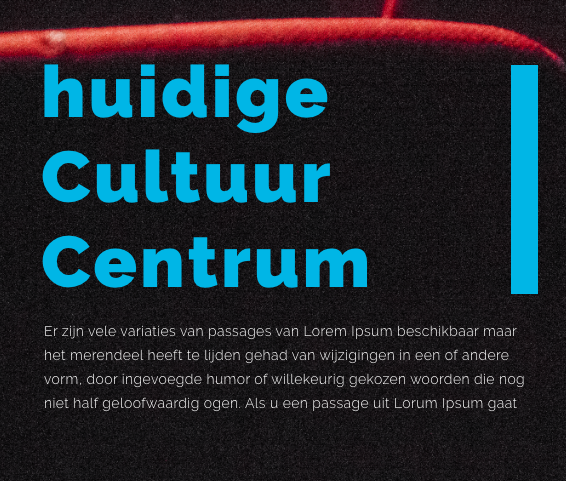 huidige
Cultuur
Centrum
Er zijn vele variaties van passages van Lorem Ipsum beschikbaar maar
het merendeel heeft te lijden gehad van wijzigingen in een of andere
vorm, door ingevoegde humor of willekeurig gekozen woorden die nog
niet half geloofwaardig ogen. Als u een passage uit Lorum Ipsum gaat